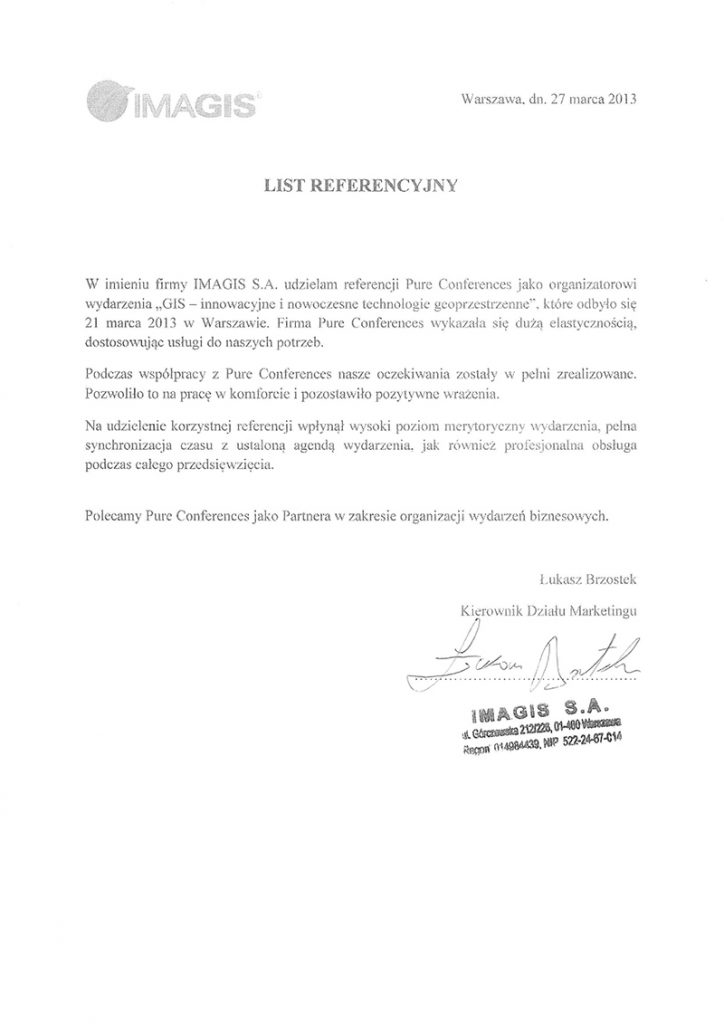 IMAGIS
Warszawa, dn. 27 marca 2013
LIST REFERENCYJNY
W imieniu firmy IMAGIS S.A. udzielam referencji Pure Conferences jako organizatorowi
wydarzenia „GIS – innowacyjne i nowoczesne technologie geoprzestrzenne”, które odbyło się
21 marca 2013 w Warszawie. Firma Pure Conferences wykazała się dużą elastycznością,
dostosowując usługi do naszych potrzeb.
Podczas współpracy z Pure Conferences nasze oczekiwania zostały w pełni zrealizowane.
Pozwoliło to na pracę w komforcie i pozostawiło pozytywne wrażenia.
Na udzielenie korzystnej referencji wpłynął wysoki poziom merytoryczny wydarzenia, pełna
synchronizacja czasu z ustaloną agendą wydarzenia, jak również profesjonalna obsługa
podczas całego przedsięwzięcia.
Polecamy Pure Conferences jako Partnera w zakresie organizacji wydarzeń biznesowych.
Łukasz Brzostek
Kierownik Działu Marketingu
IMAGIS S.A.
ul. Górczewska 212/226, 01-460 Warszawa
Regon 014984439, NIP 522-24-67-014